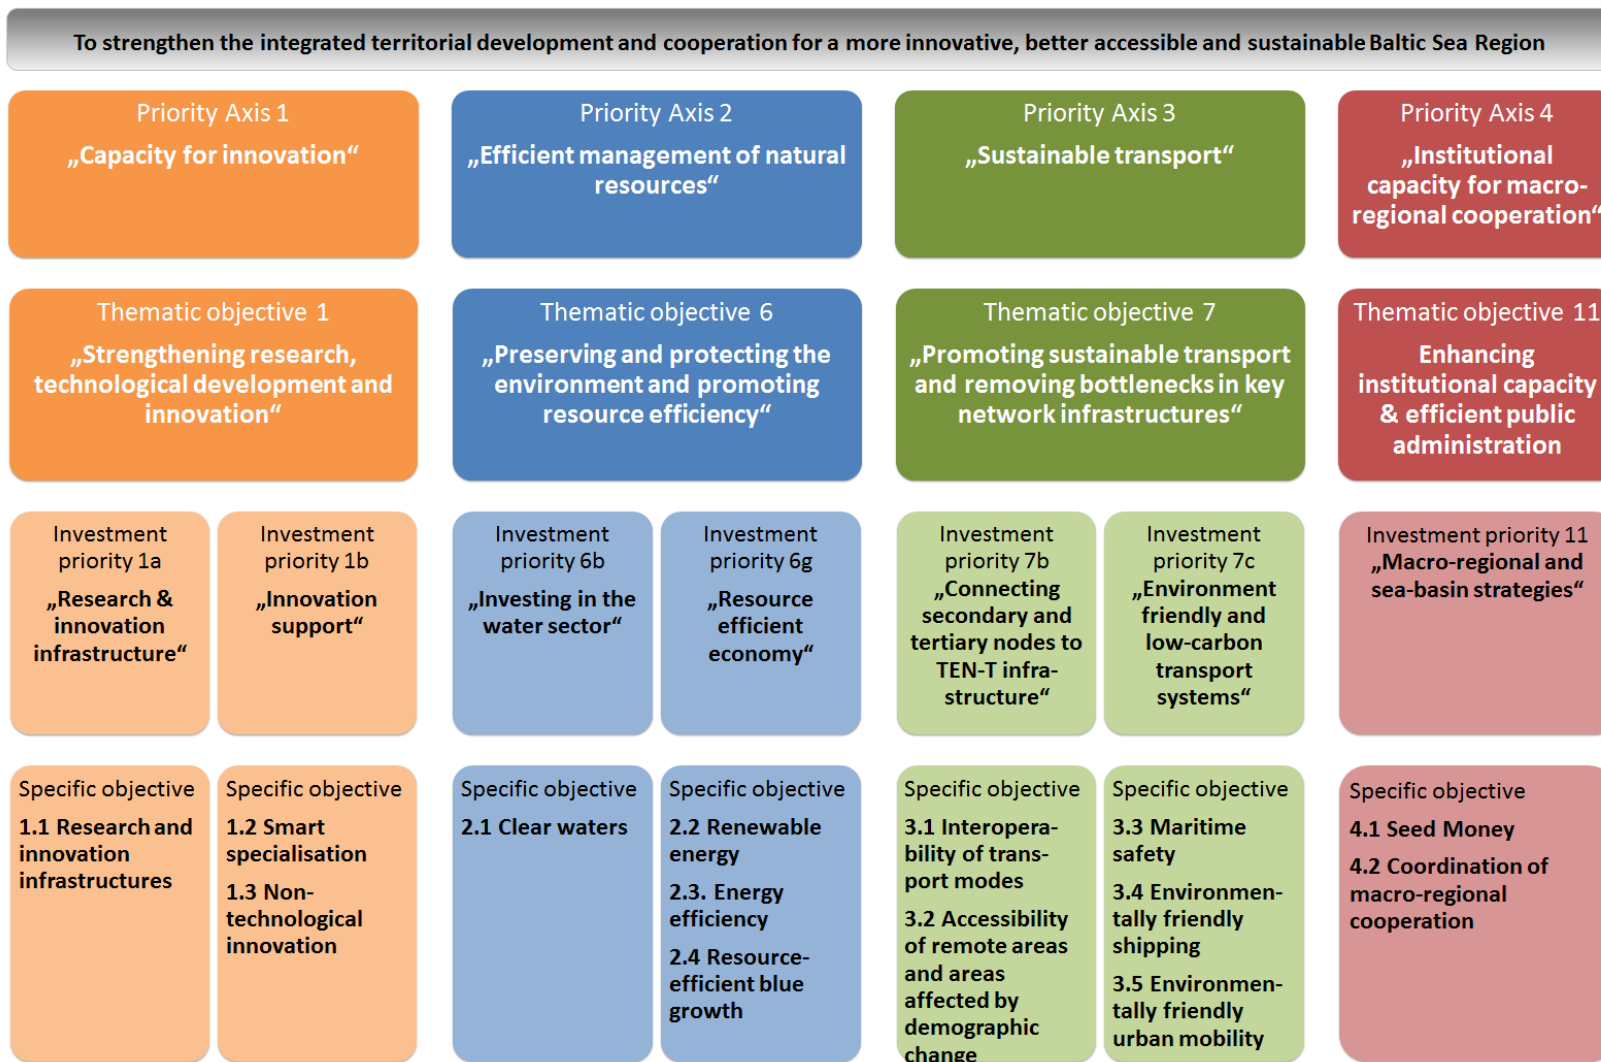 To strengthen the integrated territorial development and cooperation for a more innovative, better accessible and sustainable Baltic Sea Region
Priority Axis 1
„Capacity for innovation“
Priority Axis 2
„Efficient management of natural
resources“
Priority Axis 3
„Sustainable transport“
Priority Axis 4
„Institutional
capacity for macro-
regional cooperation“
Thematic objective 1
„Strengthening research,
technological development and
innovation“
Thematic objective 6
„Preserving and protecting the
environment and promoting
resource efficiency“
Thematic objective 7
„Promoting sustainable transport
and removing bottlenecks in key
network infrastructures“
Thematic objective 11
Enhancing
institutional capacity
& efficient public
administration
Investment
priority 1a
„Research &
innovation
infrastructure“
Investment
priority 1b
„Innovation
support“
Investment
priority 6b
„Investing in the
water sector“
Investment
priority 6g
„Resource
efficient
economy“
Investment
priority 7b
„Connecting
secondary and
tertiary nodes to
TEN-T infra-
structure“
Investment
priority 7c
„Environment
friendly and
low-carbon
transport
systems“
Investment priority 11
„Macro-regional and
sea-basin strategies“
Specific objective
1.1 Research and
innovation
infrastructures
Specific objective
1.2 Smart
specialisation
1.3 Non-
technological
innovation
Specific objective
2.1 Clear waters
Specific objective
2.2 Renewable
energy
2.3. Energy
efficiency
2.4 Resource-
efficient blue
growth
Specific objective
3.1 Interopera-
bility of trans-
port modes
3.2 Accessibility
of remote areas
and areas
affected by
demographic
change
Specific objective
3.3 Maritime
safety
3.4 Environmen-
tally friendly
shipping
3.5 Environmen-
tally friendly
urban mobility
Specific objective
4.1 Seed Money
4.2 Coordination of
macro-regional
cooperation